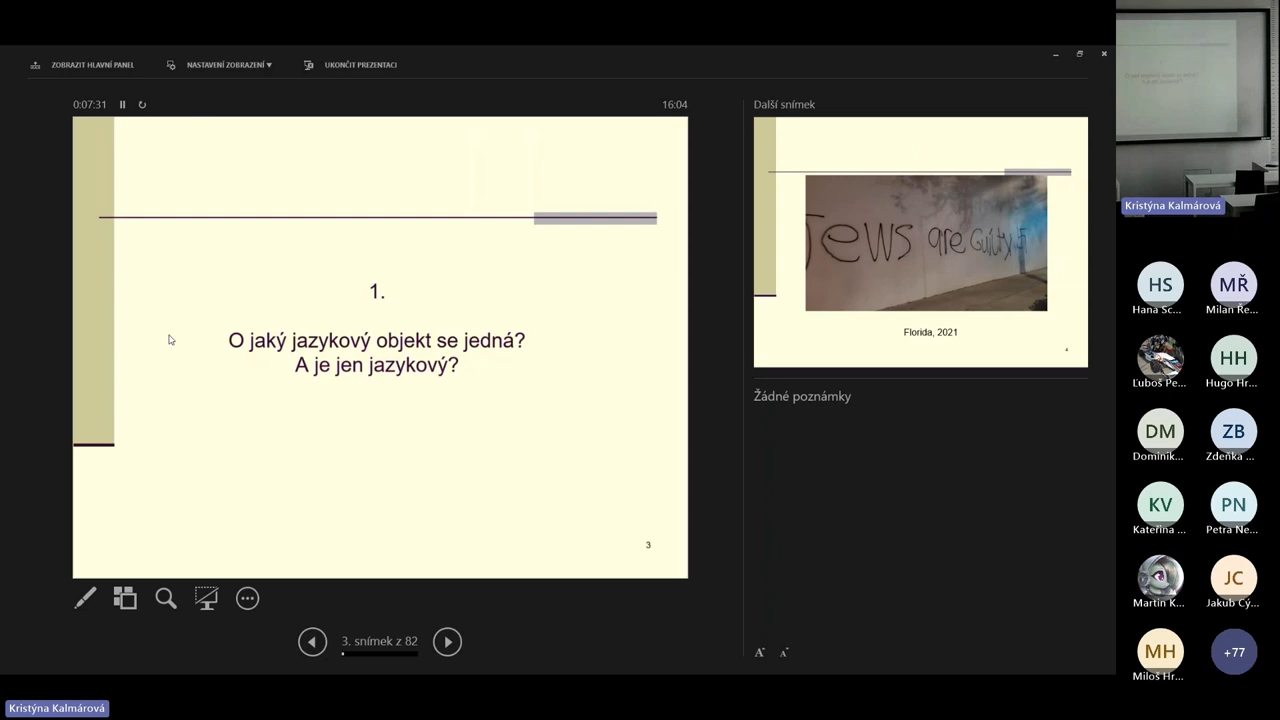 ZOBRAZIT HLAVNÍ PANEL
NASTAVENÍ ZOBRAZENÍ ▼
UKONČIT PREZENTACI
0:07:31
16:04
1.
O jaký jazykový objekt se jedná?
A je jen jazykový?
3
3. snímek z 82
Další snímek
Jews are Guilty
Florida, 2021
4
Žádné poznámky
A A
Kristýna Kalmárová
HS
Hana Sc...
MŘ
Milan Ře...
Ľuboš Pe...
HH
Hugo Hr...
DM
Dominik...
ZB
Zdeňka ...
KV
Kateřina ...
PN
Petra Ne...
Martin K...
JC
Jakub Cý...
MH
Miloš Hr...
+77
Kristýna Kalmárová